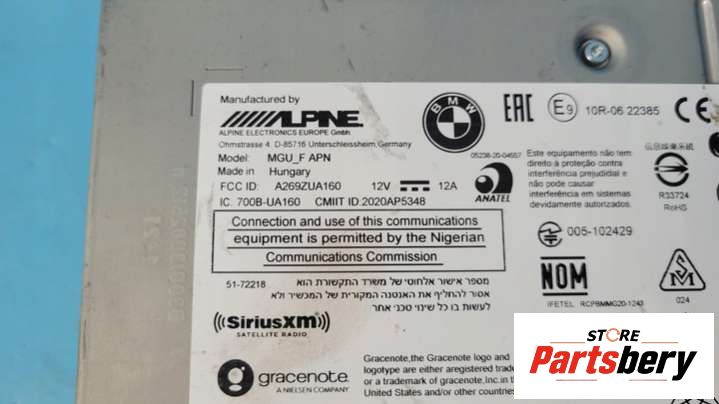 Manufactured by
ALPINE
ALPINE ELECTRONICS EUROPE GmbH
Ohmstrasse 4 D-85716 Unterschleissheim, Germany
Model: MGU_F APN
Made in Hungary
FCC ID: A269ZUA160 12V 12A
IC. 700B-UA160 CMIIT ID:2020AP5348
Connection and use of this communications
equipment is permitted by the Nigerian
Communications Commission
51-72218
מספר אישור אלחוטי של משרד התקשורת הוא
אסור להחליף את האנטנה המקורית של המכשיר ולא
לעשות בו כל שינוי טכני אחר
SiriusXM
SATELLITE RADIO
gracenote
A NIELSEN COMPANY
Gracenote, the Gracenote logo and
logotype are either aregistered trademark
or a trademark of gracenote, Inc. in the
United States and/or other countries
BMW
EAC
E9
10R-06 22385
CE
05238-20-04657
ANATEL
Este equipamento não tem
direito à proteção contra
interferência prejudicial e
não pode causar
interferência em sistemas
devidamente autorizados.
R33724
RoHS
005-102429
NOM
IFETEL RCPBMMG20-1243
024
STORE
Partsbery